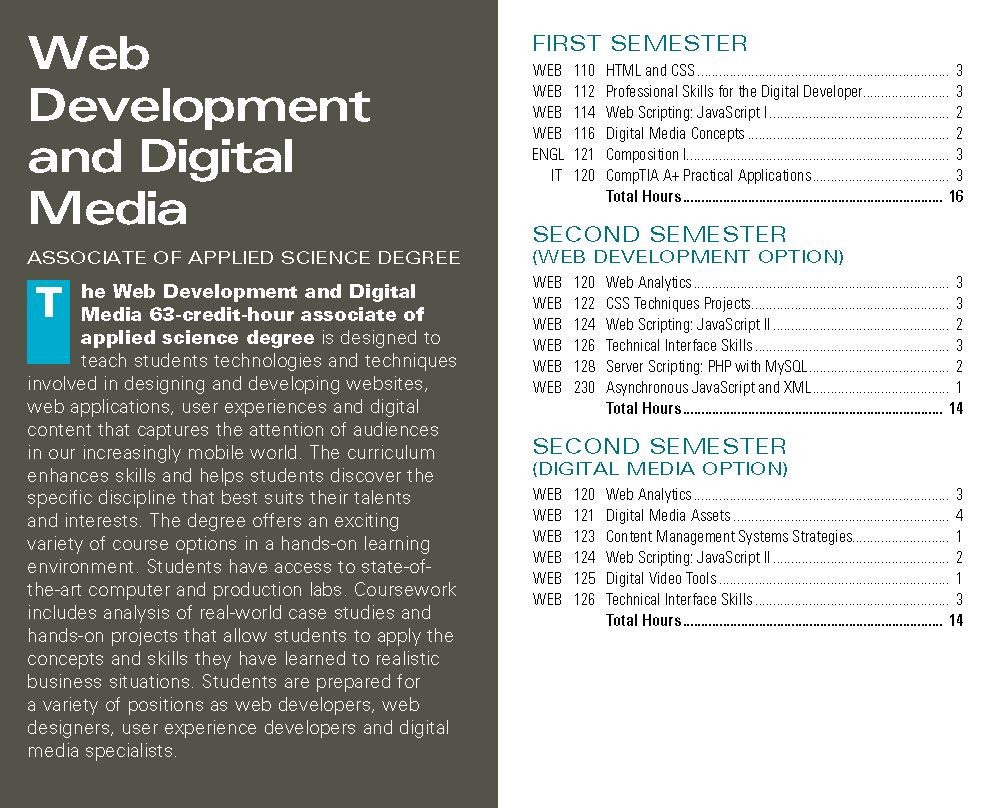 Web
Development
and Digital
Media
ASSOCIATE OF APPLIED SCIENCE DEGREE
The Web Development and Digital
Media 63-credit-hour associate of
applied science degree is designed to
teach students technologies and techniques
involved in designing and developing websites,
web applications, user experiences and digital
content that captures the attention of audiences
in our increasingly mobile world. The curriculum
enhances skills and helps students discover the
specific discipline that best suits their talents
and interests. The degree offers an exciting
variety of course options in a hands-on learning
environment. Students have access to state-of-
the-art computer and production labs. Coursework
includes analysis of real-world case studies and
hands-on projects that allow students to apply the
concepts and skills they have learned to realistic
business situations. Students are prepared for
a variety of positions as web developers, web
designers, user experience developers and digital
media specialists.
FIRST SEMESTER
WEB 110 HTML and CSS 3
WEB 112 Professional Skills for the Digital Developer 3
WEB 114 Web Scripting: JavaScript I 2
WEB 116 Digital Media Concepts 2
ENGL 121 Composition I 3
IT 120 CompTIA A+ Practical Applications 3
Total Hours 16
SECOND SEMESTER
(WEB DEVELOPMENT OPTION)
WEB 120 Web Analytics 3
WEB 122 CSS Techniques Projects 3
WEB 124 Web Scripting: JavaScript II 2
WEB 126 Technical Interface Skills 3
WEB 128 Server Scripting: PHP with MySQL 2
WEB 230 Asynchronous JavaScript and XML 1
Total Hours 14
SECOND SEMESTER
(DIGITAL MEDIA OPTION)
WEB 120 Web Analytics 3
WEB 121 Digital Media Assets 4
WEB 123 Content Management Systems Strategies 1
WEB 124 Web Scripting: JavaScript II 2
WEB 125 Digital Video Tools 1
WEB 126 Technical Interface Skills 3
Total Hours 14